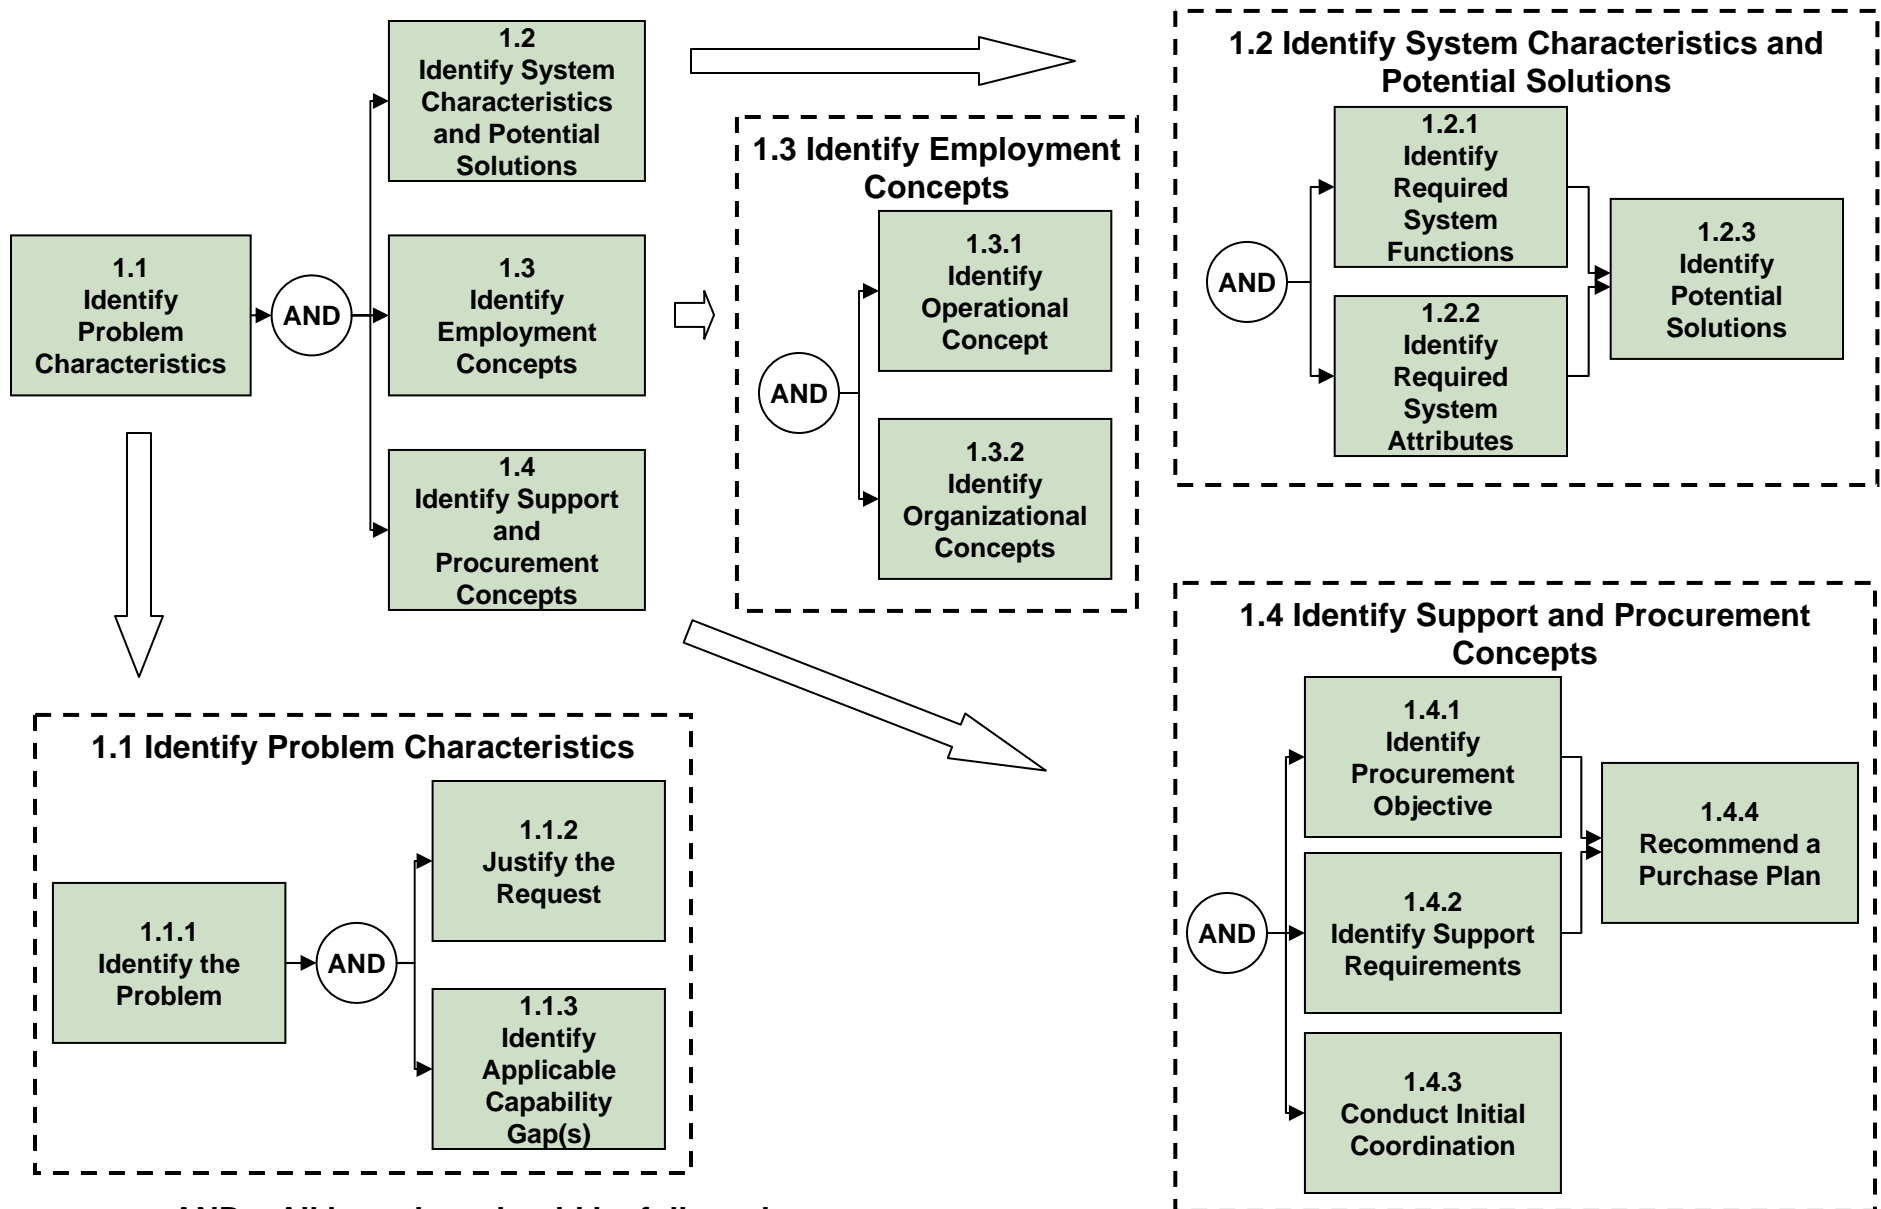 1.2
Identify System
Characteristics
and Potential
Solutions
1.1
Identify
Problem
Characteristics
AND
1.3
Identify
Employment
Concepts
1.4
Identify Support
and
Procurement
Concepts
1.3 Identify Employment
Concepts
AND
1.3.1
Identify
Operational
Concept
1.3.2
Identify
Organizational
Concepts
1.2 Identify System Characteristics and
Potential Solutions
AND
1.2.1
Identify
Required
System
Functions
1.2.2
Identify
Required
System
Attributes
1.2.3
Identify
Potential
Solutions
1.1 Identify Problem Characteristics
1.1.1
Identify the
Problem
AND
1.1.2
Justify the
Request
1.1.3
Identify
Applicable
Capability
Gap(s)
1.4 Identify Support and Procurement
Concepts
AND
1.4.1
Identify
Procurement
Objective
1.4.2
Identify Support
Requirements
1.4.3
Conduct Initial
Coordination
1.4.4
Recommend a
Purchase Plan